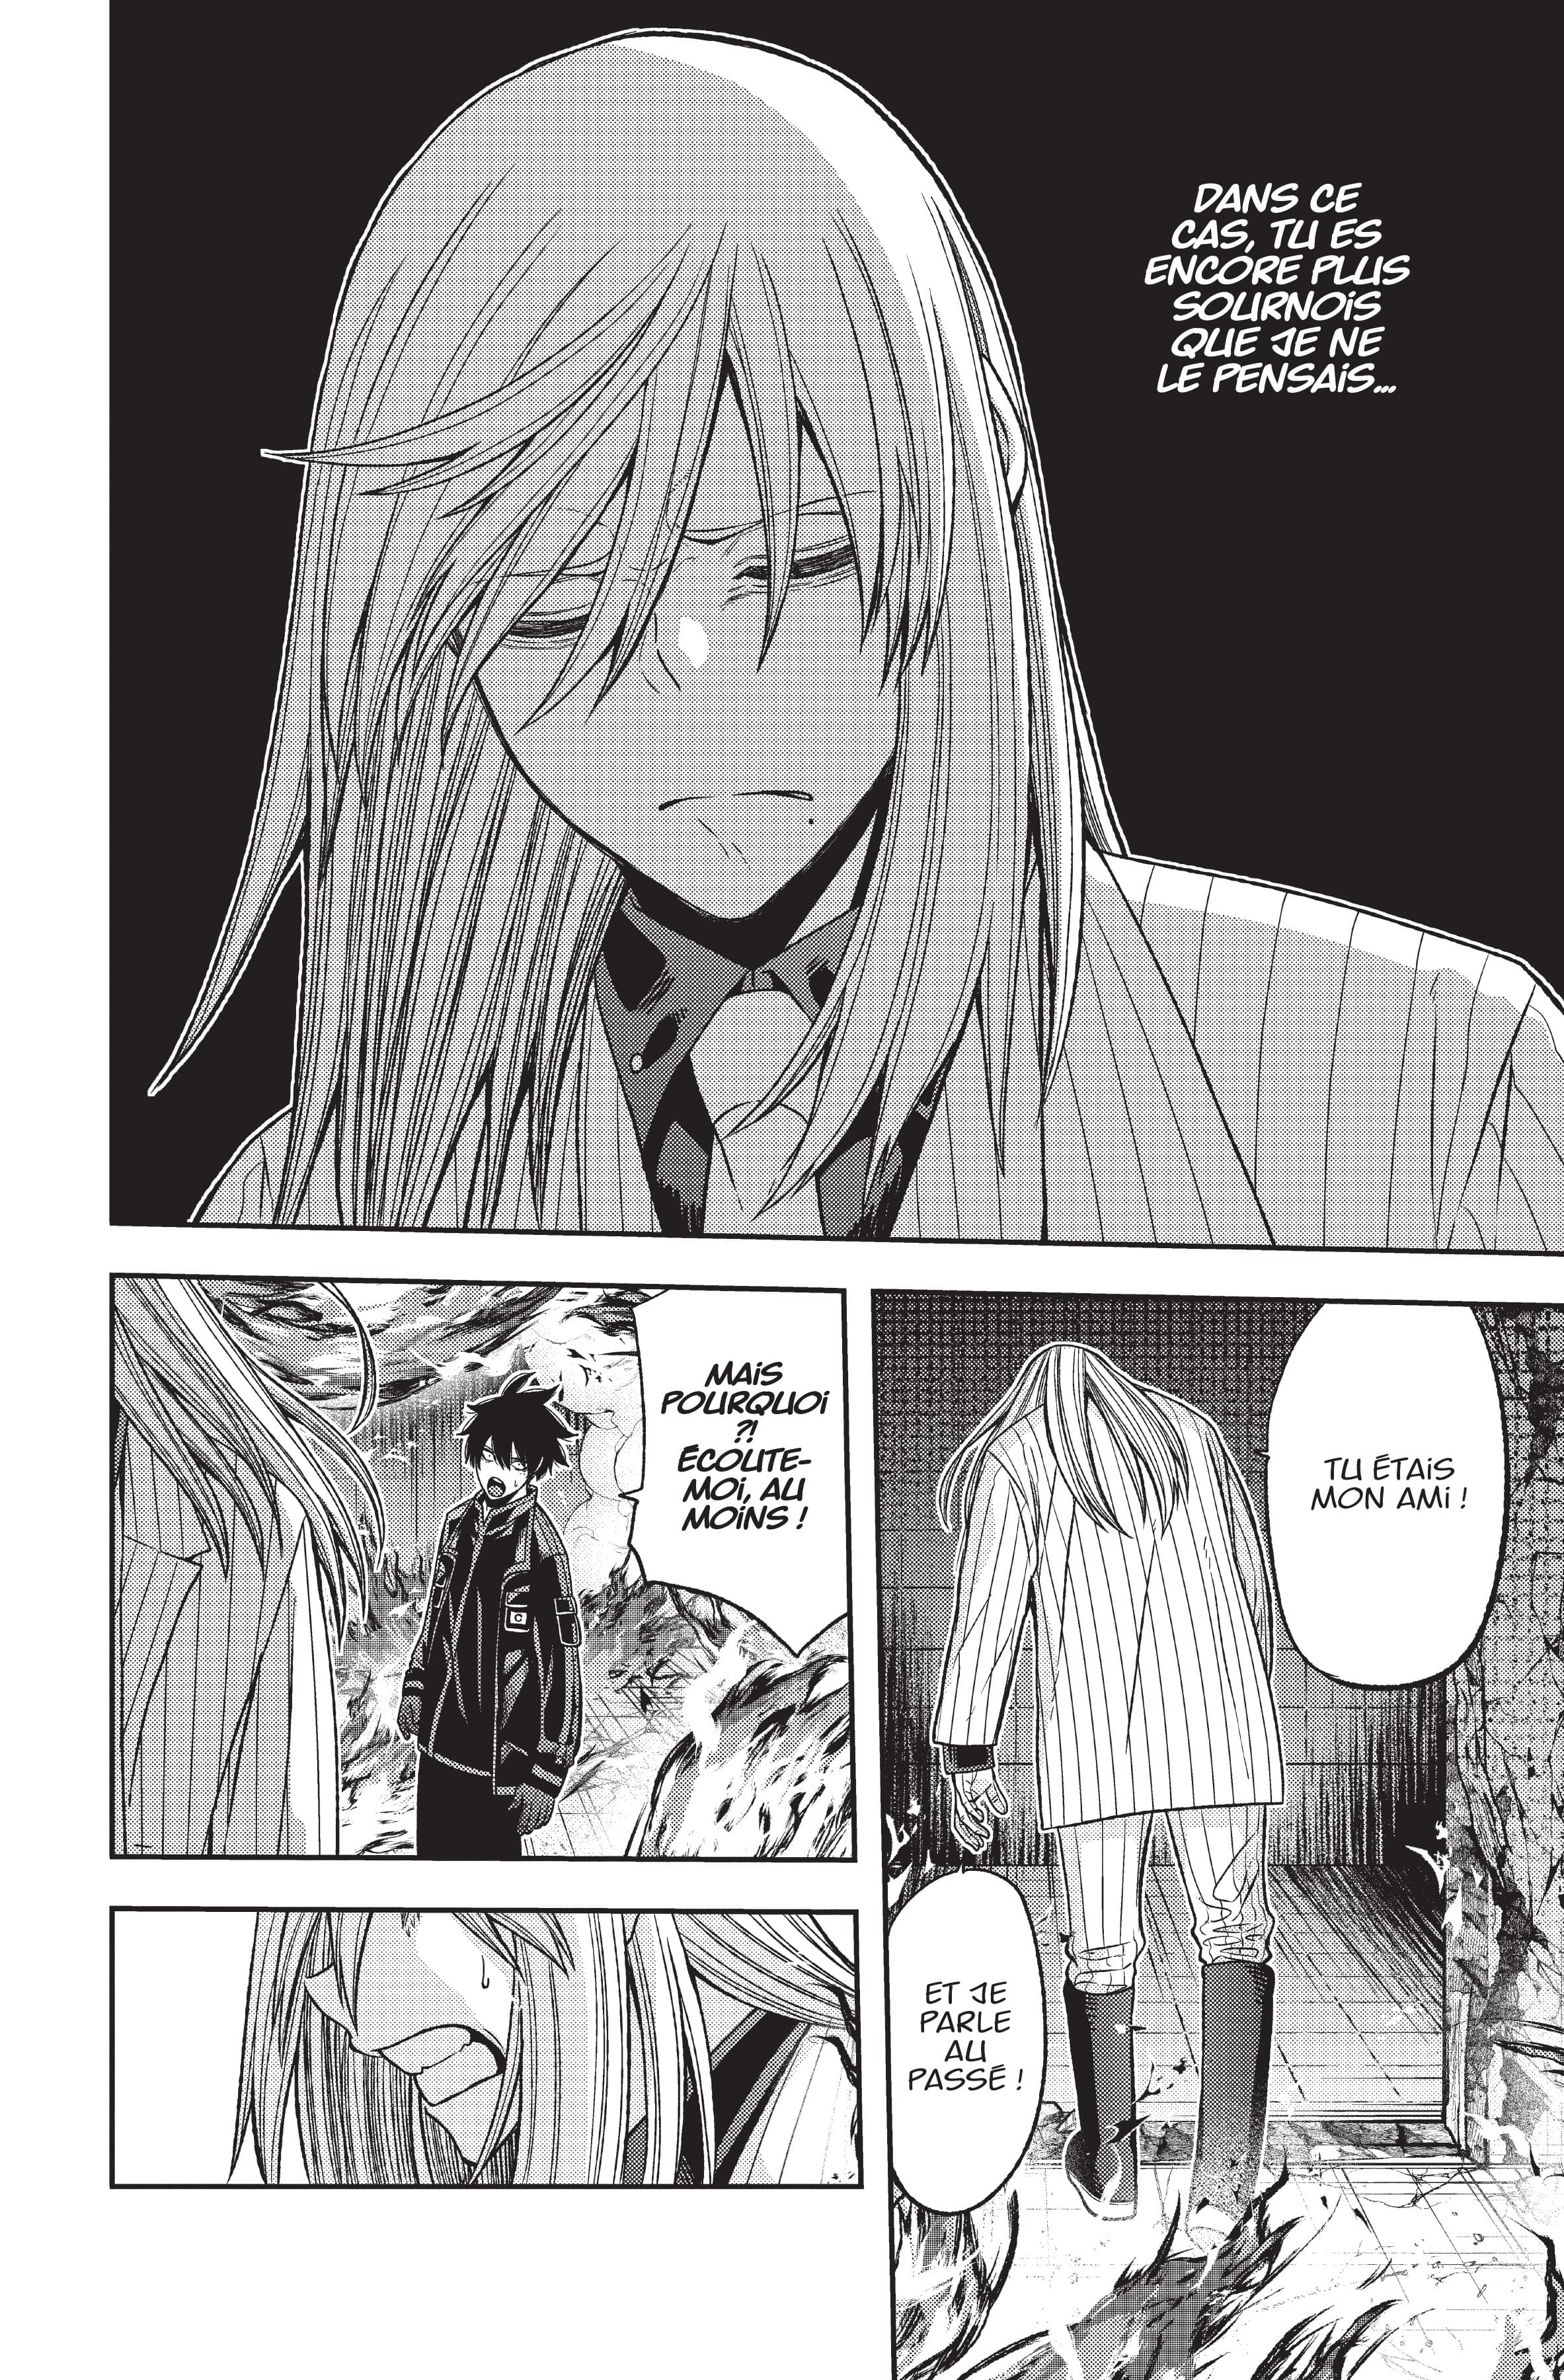 DANS CE
CAS, TU ES
ENCORE PLUS
SOURNOIS
QUE JE NE
LE PENSAIS...
TU ÉTAIS
MON AMI !
ET JE
PARLE
AU
PASSÉ !
MAIS
POURQUOI
?!
ÉCOUTE-
MOI, AU
MOINS !